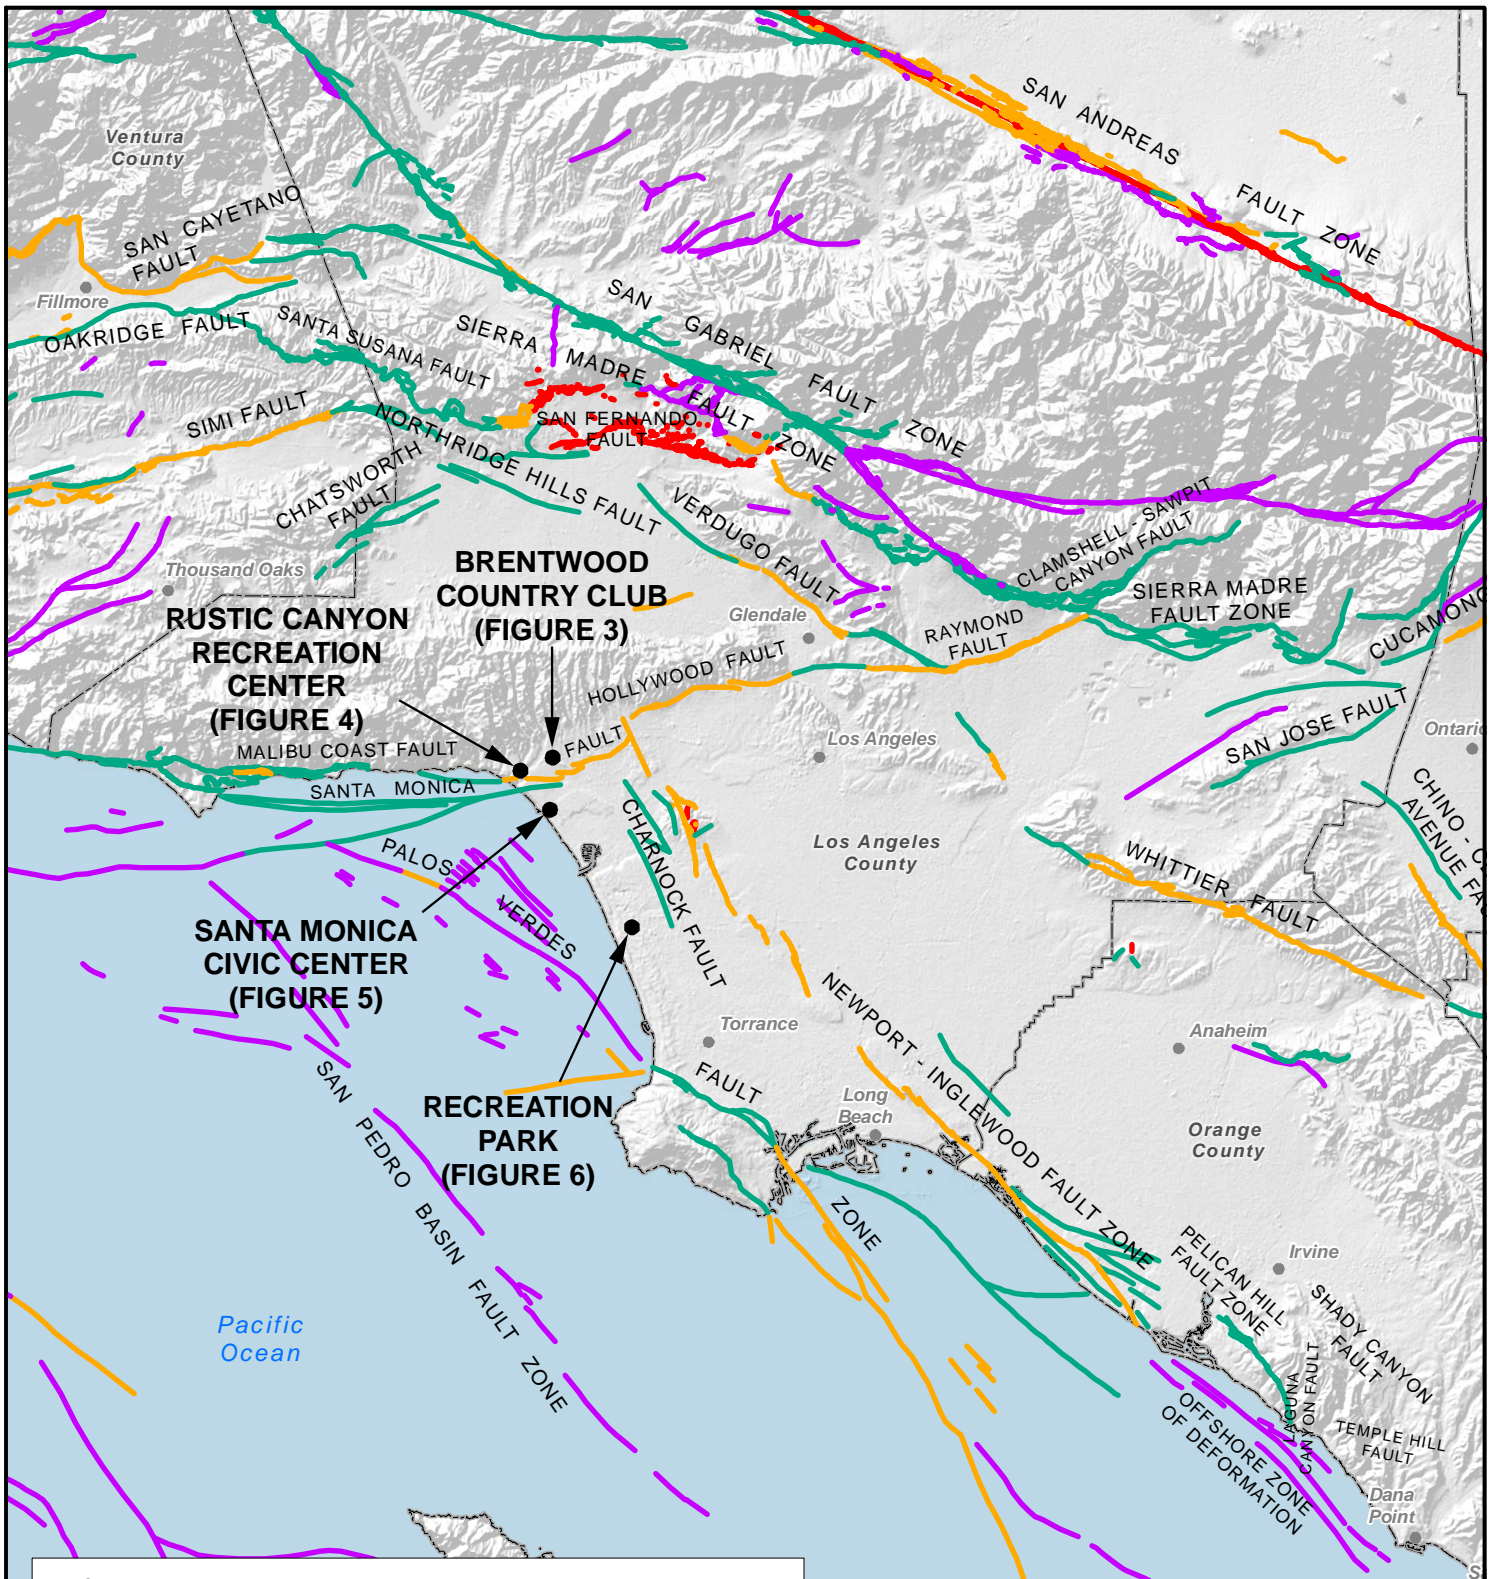 SAN ANDREAS
FAULT ZONE
Ventura
County
SAN CAYETANO
FAULT
Fillmore
OAKRIDGE FAULT
SANTA SUSANA FAULT
SAN GABRIEL
FAULT
ZONE
SIERRA MADRE
FAULT
ZONE
SAN FERNANDO
FAULT
SIMI FAULT
NORTHRIDGE HILLS FAULT
CHATSWORTH
FAULT
VERDUGO FAULT
CLAMSHELL - SAWPIT
CANYON FAULT
SIERRA MADRE
FAULT ZONE
CUCAMONG
Thousand Oaks
BRENTWOOD
COUNTRY CLUB
(FIGURE 3)
RUSTIC CANYON
RECREATION
CENTER
(FIGURE 4)
Glendale
RAYMOND
FAULT
HOLLYWOOD FAULT
MALIBU COAST FAULT
SANTA MONICA
FAULT
Los Angeles
SAN JOSE FAULT
Ontario
CHINO - C
AVENUE FAU
Los Angeles
County
CHARNOCK FAULT
WHITTIER FAULT
PALOS
VERDES
SANTA MONICA
CIVIC CENTER
(FIGURE 5)
Torrance
NEWPORT - INGLEWOOD FAULT ZONE
Anaheim
FAULT
ZONE
Long
Beach
RECREATION
PARK
(FIGURE 6)
Orange
County
SAN PEDRO BASIN FAULT ZONE
PELICAN HILL
FAULT ZONE
Irvine
SHADY CANYON
FAULT
Pacific
Ocean
LAGUNA
CANYON FAULT
TEMPLE HILL
FAULT
OFFSHORE ZONE
OF DEFORMATION
Dana
Point